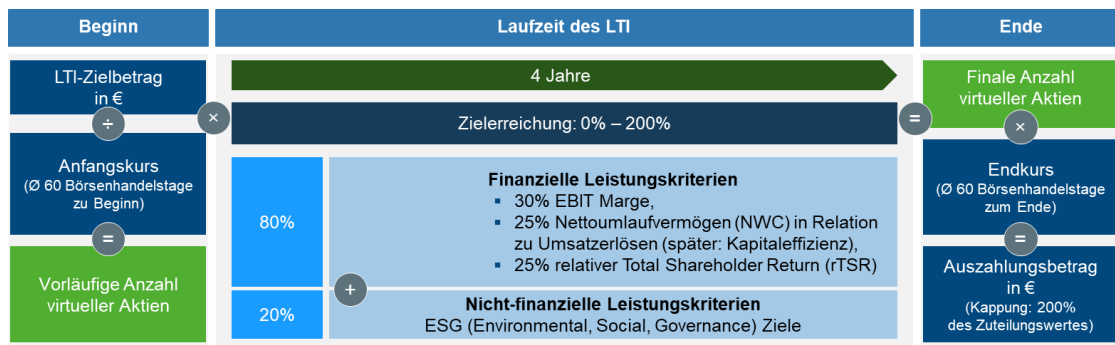 Beginn
LTI-Zielbetrag
in €
÷
Anfangskurs
(Ø 60 Börsenhandelstage
zu Beginn)
=
Vorläufige Anzahl
virtueller Aktien
×
Laufzeit des LTI
4 Jahre
Zielerreichung: 0% – 200%
80%
Finanzielle Leistungskriterien
▪ 30% EBIT Marge,
▪ 25% Nettoumlaufvermögen (NWC) in Relation
zu Umsatzerlösen (später: Kapitaleffizienz),
▪ 25% relativer Total Shareholder Return (rTSR)
+
20%
Nicht-finanzielle Leistungskriterien
ESG (Environmental, Social, Governance) Ziele
=
Ende
Finale Anzahl
virtueller Aktien
×
Endkurs
(Ø 60 Börsenhandelstage
zum Ende)
=
Auszahlungsbetrag
in €
(Kappung: 200%
des Zuteilungswertes)